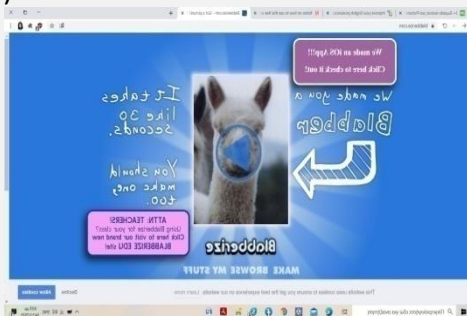 Blabberize.com
We made an iOS App!!!
Click here to check it out!
We made you a
Blabber
It takes
like 30
seconds.
You should
make one,
too.
ATTN: TEACHERS!
Using Blabberize for your class?
Click here to visit our brand new
BLABBERIZE EDU site!
Blabberize
MAKE BROWSE MY STUFF
This website uses cookies to ensure you get the best experience on our website. Learn more
Decline
Allow cookies